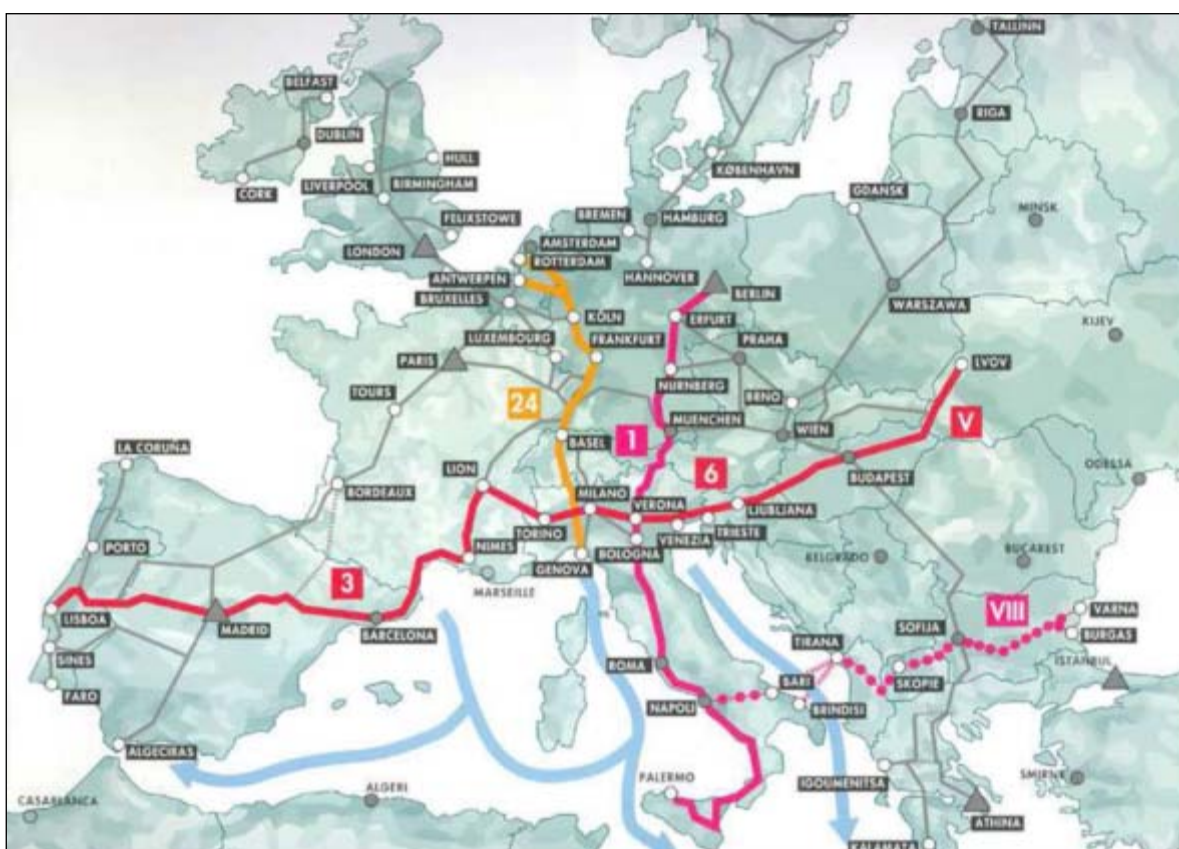 TALLINN
BELFAST
RIGA
DUBLIN
HULL
LIVERPOOL
BIRMINGHAM
CORK
KØBENHAVN
GDANSK
MINSK
FELIXSTOWE
BREMEN
HAMBURG
LONDON
AMSTERDAM
ROTTERDAM
HANNOVER
ANTWERPEN
BERLIN
BRUXELLES
WARSZAWA
KÖLN
ERFURT
KIJEV
LUXEMBOURG
FRANKFURT
PRAHA
PARIS
LVOV
NURNBERG
TOURS
24
BRNO
MUENCHEN
V
1
WIEN
BASEL
LA CORUÑA
LION
6
BUDAPEST
ODESSA
BORDEAUX
MILANO
VERONA
LJUBLJANA
TORINO
TRIESTE
PORTO
NIMES
VENEZIA
BOLOGNA
GENOVA
BELGRADO
BUCAREST
3
MARSEILLE
VIII
VARNA
LISBOA
MADRID
BARCELONA
SOFIJA
BURGAS
TIRANA
SINES
ROMA
ISTANBUL
BARI
SKOPIE
FARO
NAPOLI
BRINDISI
ALGECIRAS
PALERMO
IGOUMENITSA
SMIRNE
ALGERI
CASABLANCA
ATHINA
KALAMATA